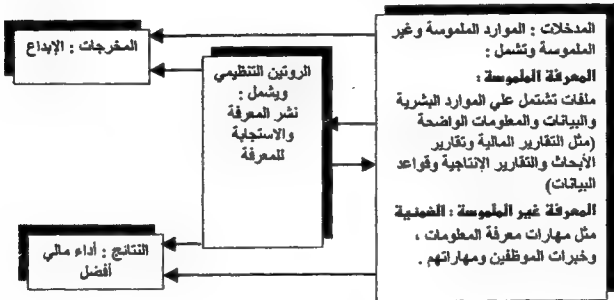 المدخلات : الموارد الملموسة وغير
الملموسة وتشمل :
المعرفة الملموسة :
ملفات تشتمل علي الموارد البشرية
والبيانات والمعلومات الواضحة
(مثل التقارير المالية وتقارير
الأبحاث والتقارير الإنتاجية وقواعد
البيانات)
المعرفة غير الملموسة : الضمنية
مثل مهارات معرفة المعلومات ،
وخبرات الموظفين ومهاراتهم .
الروتين التنظيمي
ويشمل :
نشر المعرفة
والاستجابة
للمعرفة
المخرجات : الإبداع
النتائج : أداء مالي
أفضل